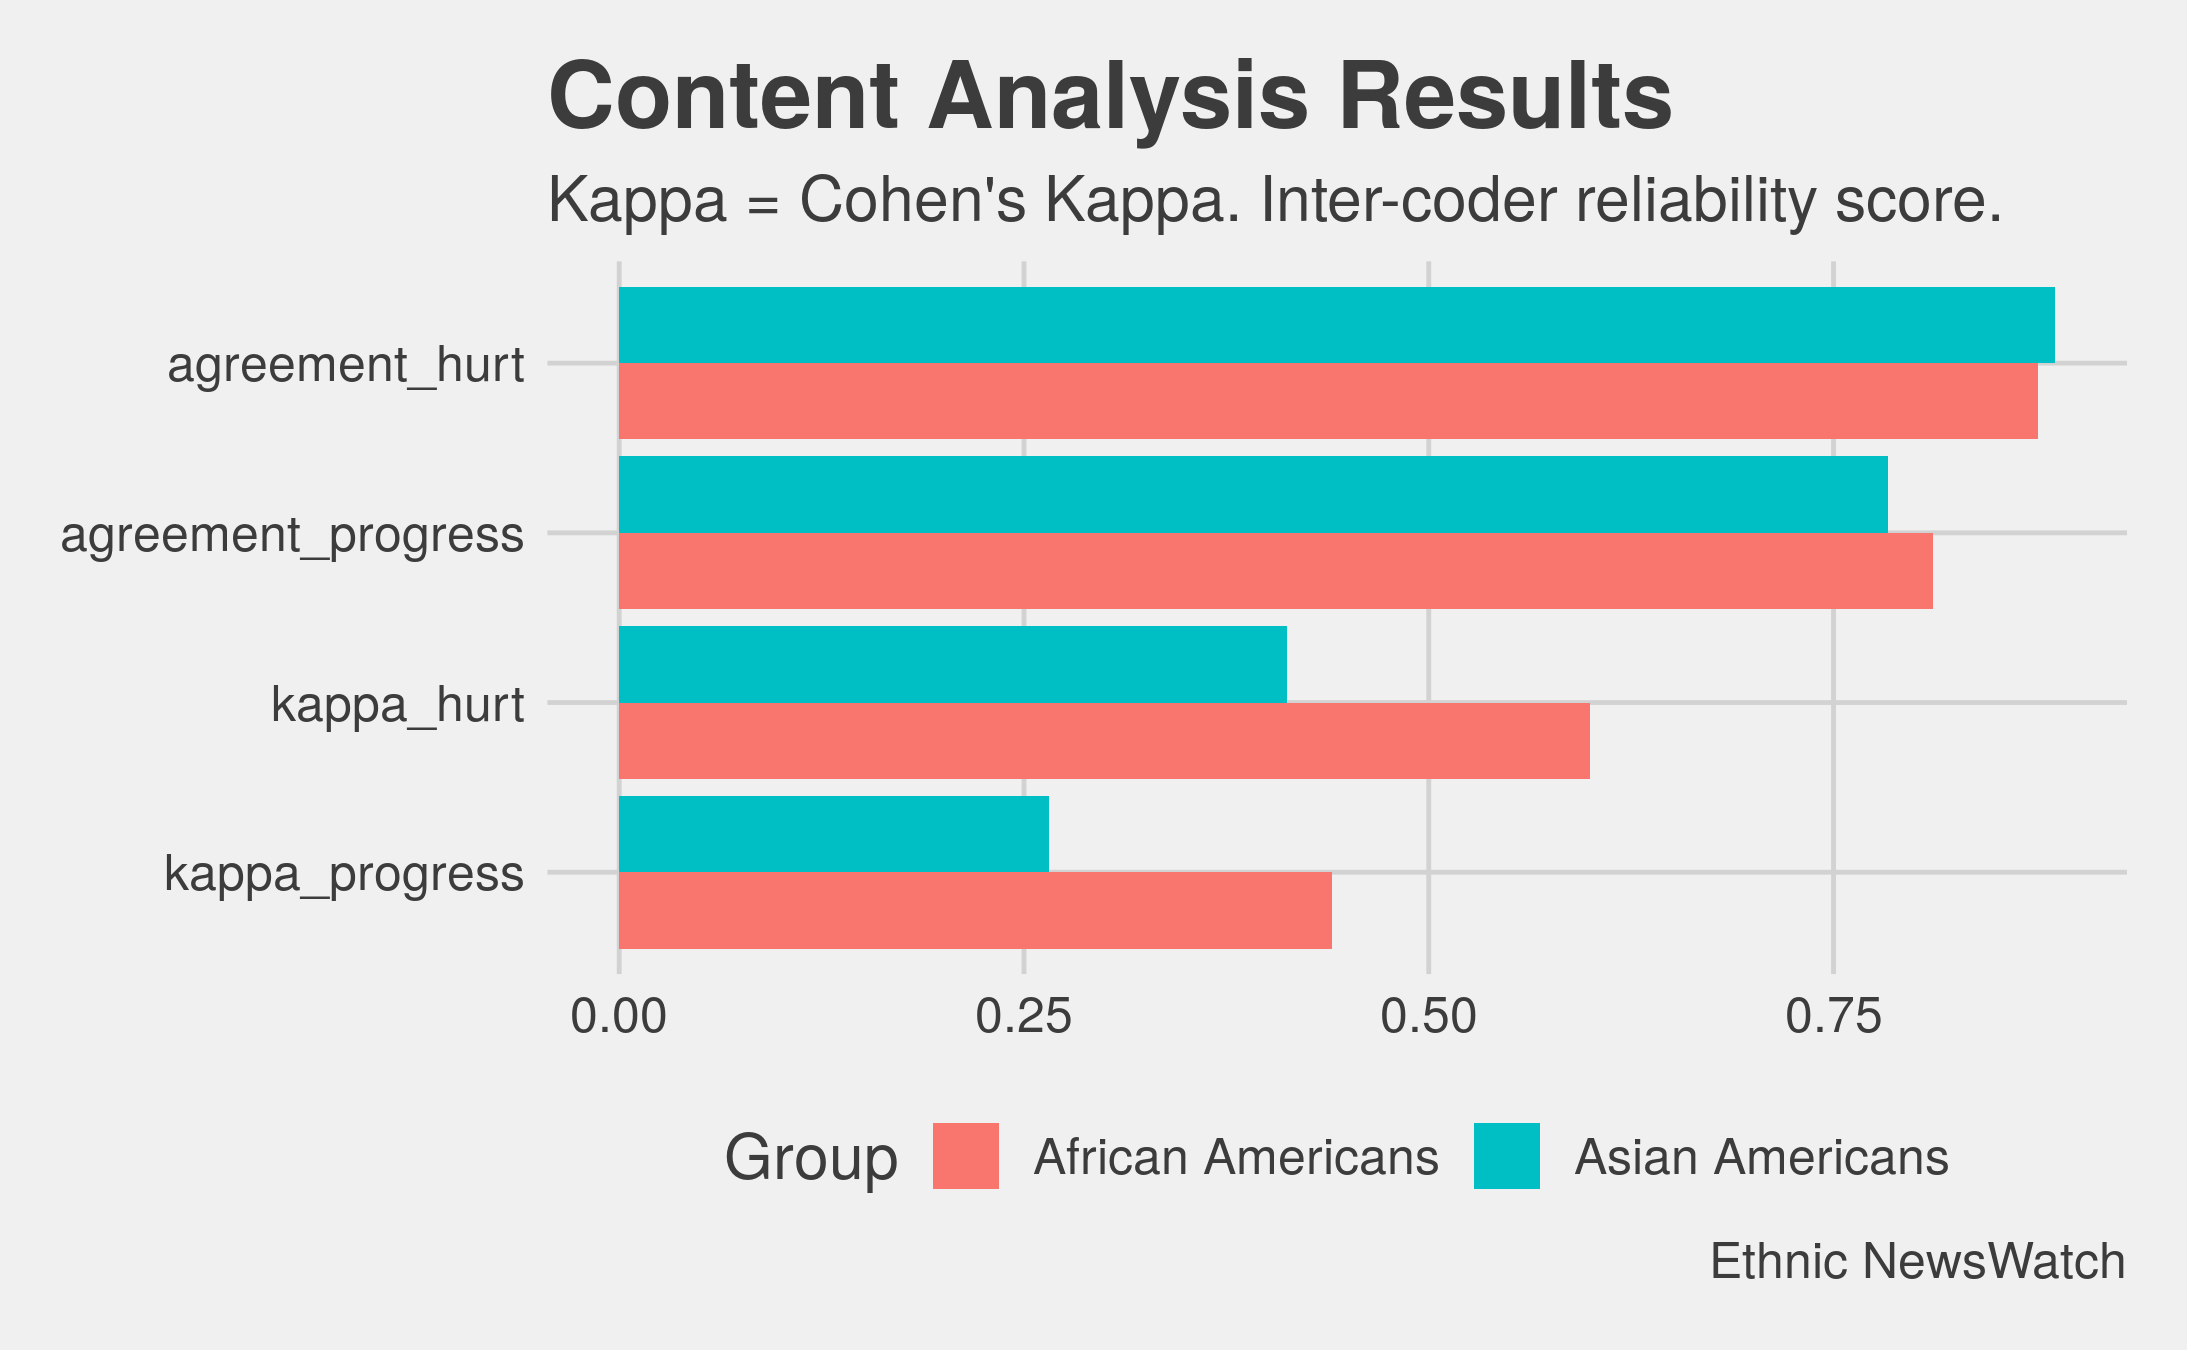 Content Analysis Results
Kappa = Cohen's Kappa. Inter-coder reliability score.
agreement_hurt
agreement_progress
kappa_hurt
kappa_progress
0.00 0.25 0.50 0.75
Group African Americans Asian Americans
Ethnic NewsWatch